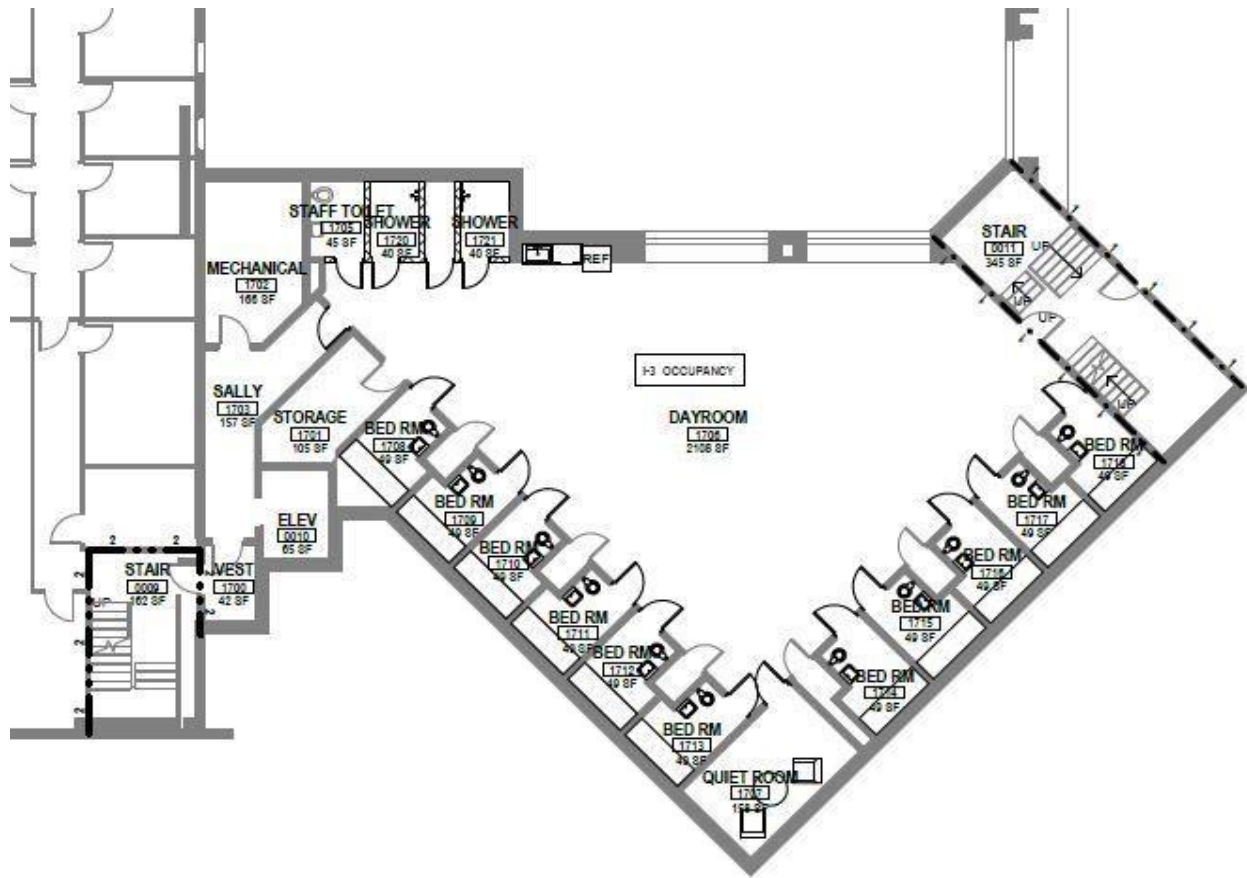 STAFF TOILET
1705
45 SF
SHOWER
1720
40 SF
SHOWER
1721
40 SF
REF
STAIR
0011
345 SF
UP
UP
UP
UP
MECHANICAL
1702
166 SF
I-3 OCCUPANCY
DAYROOM
1706
2106 SF
SALLY
1703
157 SF
STORAGE
1701
105 SF
BED RM
1708
49 SF
BED RM
1709
49 SF
BED RM
1710
49 SF
BED RM
1711
49 SF
BED RM
1712
49 SF
BED RM
1713
49 SF
QUIET ROOM
1707
BED RM
1714
49 SF
BED RM
1715
49 SF
BED RM
1716
49 SF
BED RM
1717
49 SF
BED RM
49 SF
ELEV
0010
65 SF
2
2
STAIR
0009
162 SF
UP
VEST
1700
42 SF
2
2
2
2
2